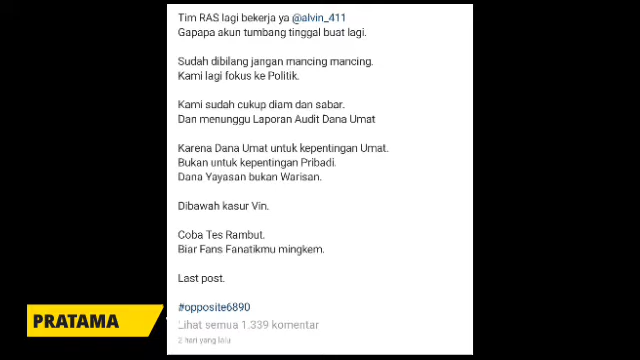 Tim RAS lagi bekerja ya @alvin_411
Gapapa akun tumbang tinggal buat lagi.
Sudah dibilang jangan mancing mancing.
Kami lagi fokus ke Politik.
Kami sudah cukup diam dan sabar.
Dan menunggu Laporan Audit Dana Umat
Karena Dana Umat untuk kepentingan Umat.
Bukan untuk kepentingan Pribadi.
Dana Yayasan bukan Warisan.
Dibawah kasur Vin.
Coba Tes Rambut.
Biar Fans Fanatikmu mingkem.
Last post.
#opposite6890
Lihat semua 1.339 komentar
2 hari yang lalu
PRATAMA